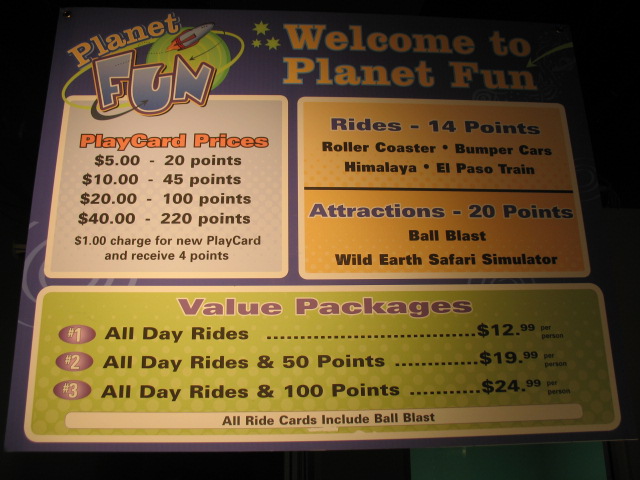 Planet
FUN
Welcome to
Planet Fun
PlayCard Prices
$5.00 - 20 points
$10.00 - 45 points
$20.00 - 100 points
$40.00 - 220 points
$1.00 charge for new PlayCard
and receive 4 points
Rides - 14 Points
Roller Coaster • Bumper Cars
Himalaya • El Paso Train
Attractions - 20 Points
Ball Blast
Wild Earth Safari Simulator
Value Packages
#1 All Day Rides ........................................$12.99 per person
#2 All Day Rides & 50 Points .................$19.99 per person
#3 All Day Rides & 100 Points .............$24.99 per person
All Ride Cards Include Ball Blast